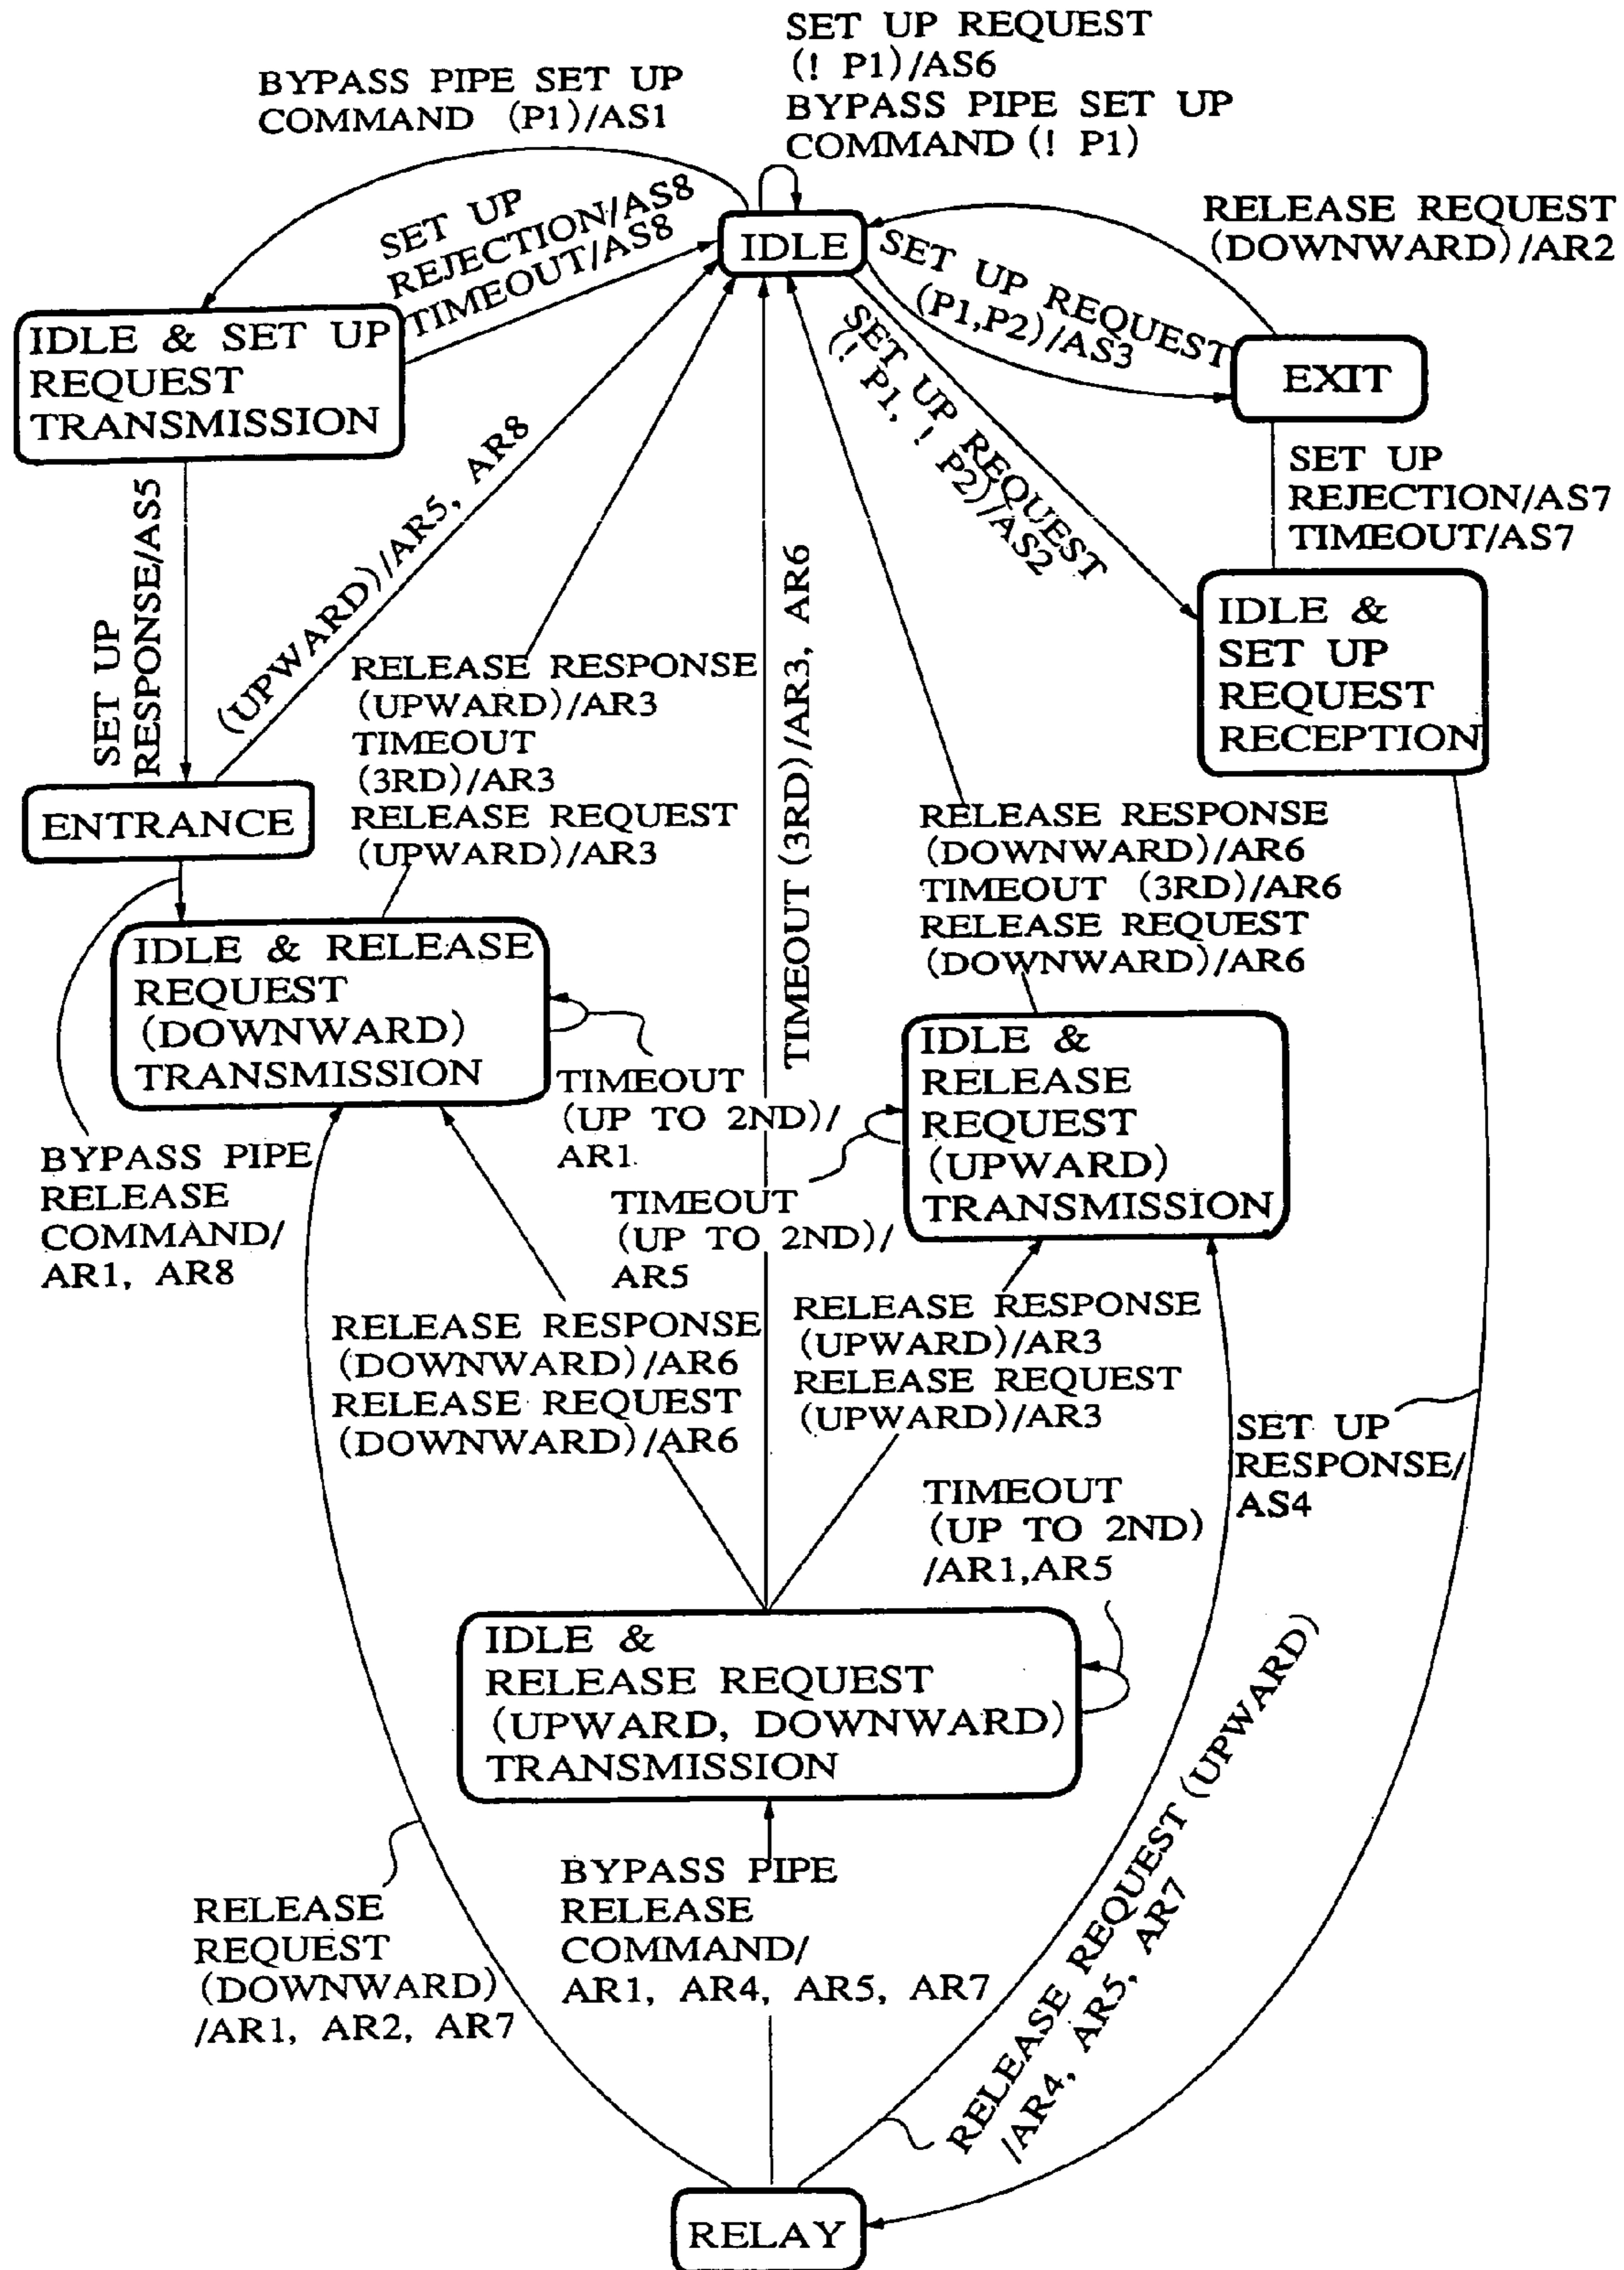 SET UP REQUEST
(! P1)/AS6
BYPASS PIPE SET UP
COMMAND (! P1)
BYPASS PIPE SET UP
COMMAND (P1)/AS1
SET UP
REJECTION/AS8
TIMEOUT/AS8
IDLE
RELEASE REQUEST
(DOWNWARD)/AR2
SET UP REQUEST
(P1,P2)/AS3
SET UP REQUEST
(! P1, ! P2)/AS2
IDLE & SET UP
REQUEST
TRANSMISSION
EXIT
SET UP
REJECTION/AS7
TIMEOUT/AS7
SET UP
RESPONSE/AS5
(UPWARD)/AR5, AR8
IDLE &
SET UP
REQUEST
RECEPTION
RELEASE RESPONSE
(UPWARD)/AR3
TIMEOUT
(3RD)/AR3
RELEASE REQUEST
(UPWARD)/AR3
TIMEOUT (3RD)/AR3, AR6
ENTRANCE
RELEASE RESPONSE
(DOWNWARD)/AR6
TIMEOUT (3RD)/AR6
RELEASE REQUEST
(DOWNWARD)/AR6
IDLE & RELEASE
REQUEST
(DOWNWARD)
TRANSMISSION
TIMEOUT
(UP TO 2ND)/
AR1
IDLE &
RELEASE
REQUEST
(UPWARD)
TRANSMISSION
BYPASS PIPE
RELEASE
COMMAND/
AR1, AR8
TIMEOUT
(UP TO 2ND)/
AR5
RELEASE RESPONSE
(DOWNWARD)/AR6
RELEASE REQUEST
(DOWNWARD)/AR6
RELEASE RESPONSE
(UPWARD)/AR3
RELEASE REQUEST
(UPWARD)/AR3
SET UP
RESPONSE/
AS4
TIMEOUT
(UP TO 2ND)
/AR1,AR5
IDLE &
RELEASE REQUEST
(UPWARD, DOWNWARD)
TRANSMISSION
RELEASE
REQUEST
(DOWNWARD)
/AR1, AR2, AR7
BYPASS PIPE
RELEASE
COMMAND/
AR1, AR4, AR5, AR7
RELEASE REQUEST (UPWARD)
/AR4, AR5, AR7
RELAY